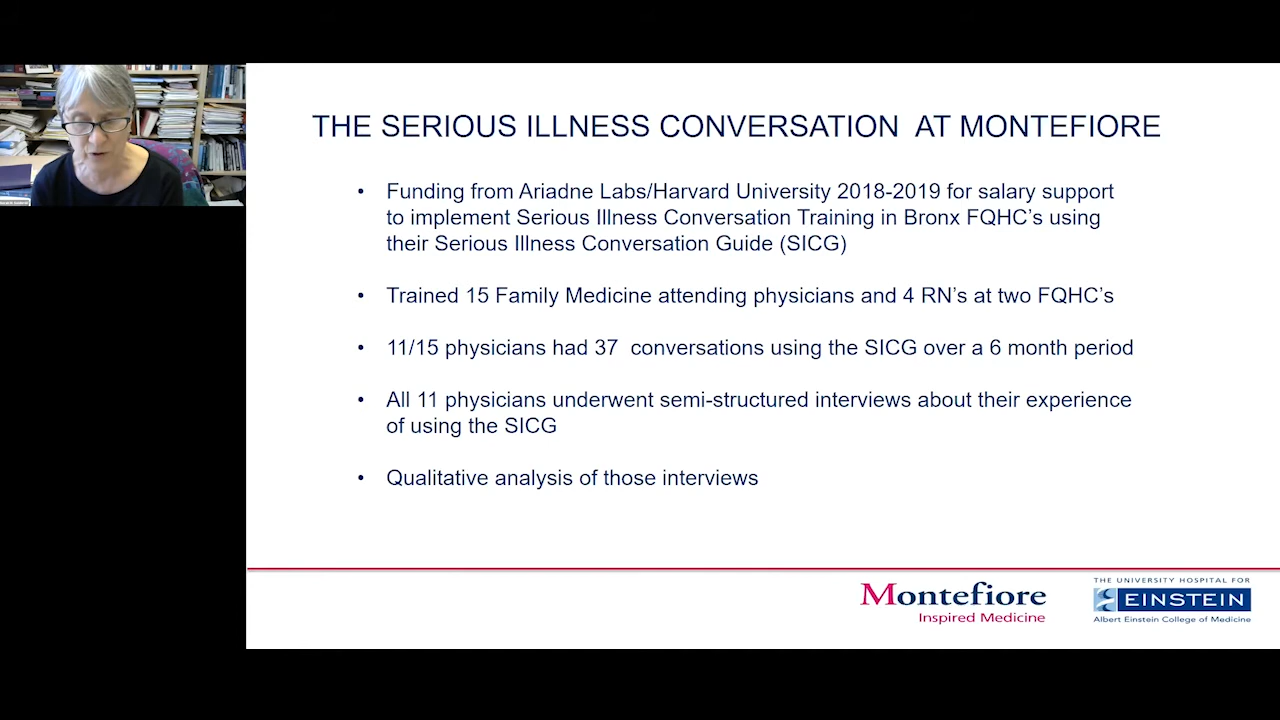 THE SERIOUS ILLNESS CONVERSATION AT MONTEFIORE
• Funding from Ariadne Labs/Harvard University 2018-2019 for salary support
to implement Serious Illness Conversation Training in Bronx FQHC's using
their Serious Illness Conversation Guide (SICG)
• Trained 15 Family Medicine attending physicians and 4 RN's at two FQHC's
• 11/15 physicians had 37 conversations using the SICG over a 6 month period
• All 11 physicians underwent semi-structured interviews about their experience
of using the SICG
• Qualitative analysis of those interviews
Montefiore
Inspired Medicine
THE UNIVERSITY HOSPITAL FOR
EINSTEIN
Albert Einstein College of Medicine